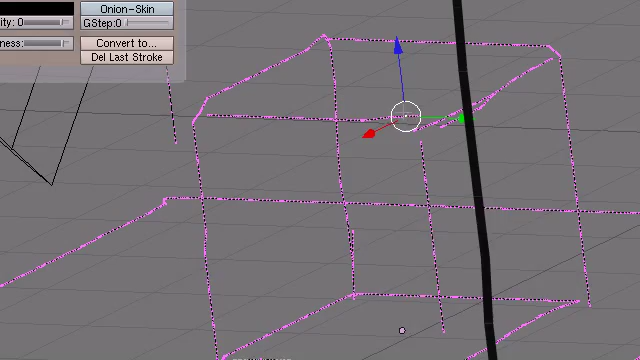 Onion-Skin
ity: 0
GStep:0
ness:
Convert to...
Del Last Stroke